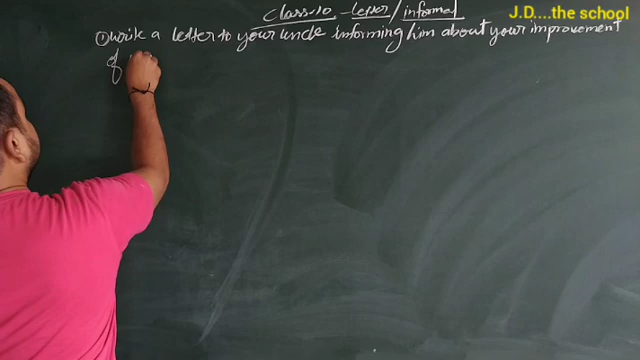 Class-10 - Letter / informal
J.D....the school
① Write a letter to your uncle informing him about your improvement
of